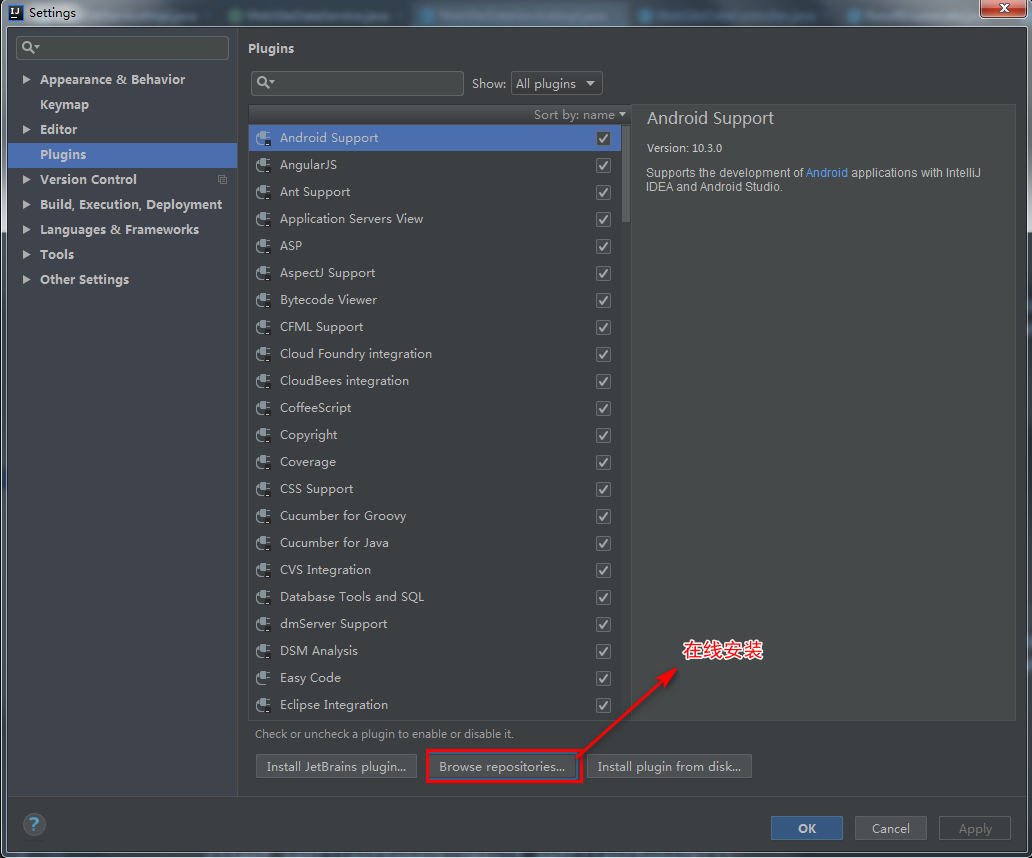 Settings
Appearance & Behavior
Keymap
Editor
Plugins
Version Control
Build, Execution, Deployment
Languages & Frameworks
Tools
Other Settings
Plugins
Show: All plugins
Sort by: name
Android Support
AngularJS
Ant Support
Application Servers View
ASP
AspectJ Support
Bytecode Viewer
CFML Support
Cloud Foundry integration
CloudBees integration
CoffeeScript
Copyright
Coverage
CSS Support
Cucumber for Groovy
Cucumber for Java
CVS Integration
Database Tools and SQL
dmServer Support
DSM Analysis
Easy Code
Eclipse Integration
Android Support
Version: 10.3.0
Supports the development of Android applications with IntelliJ
IDEA and Android Studio.
在线安装
Check or uncheck a plugin to enable or disable it.
Install JetBrains plugin... Browse repositories... Install plugin from disk...
? OK Cancel Apply